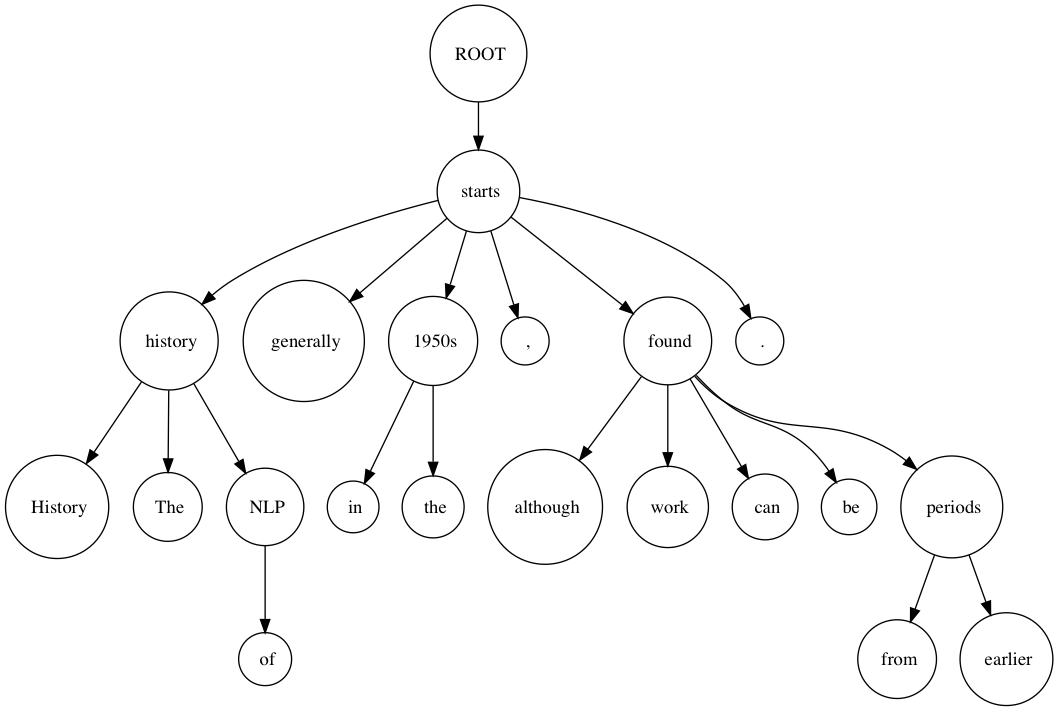 ROOT
starts
history generally 1950s , found .
History The NLP in the although work can be periods
of from earlier